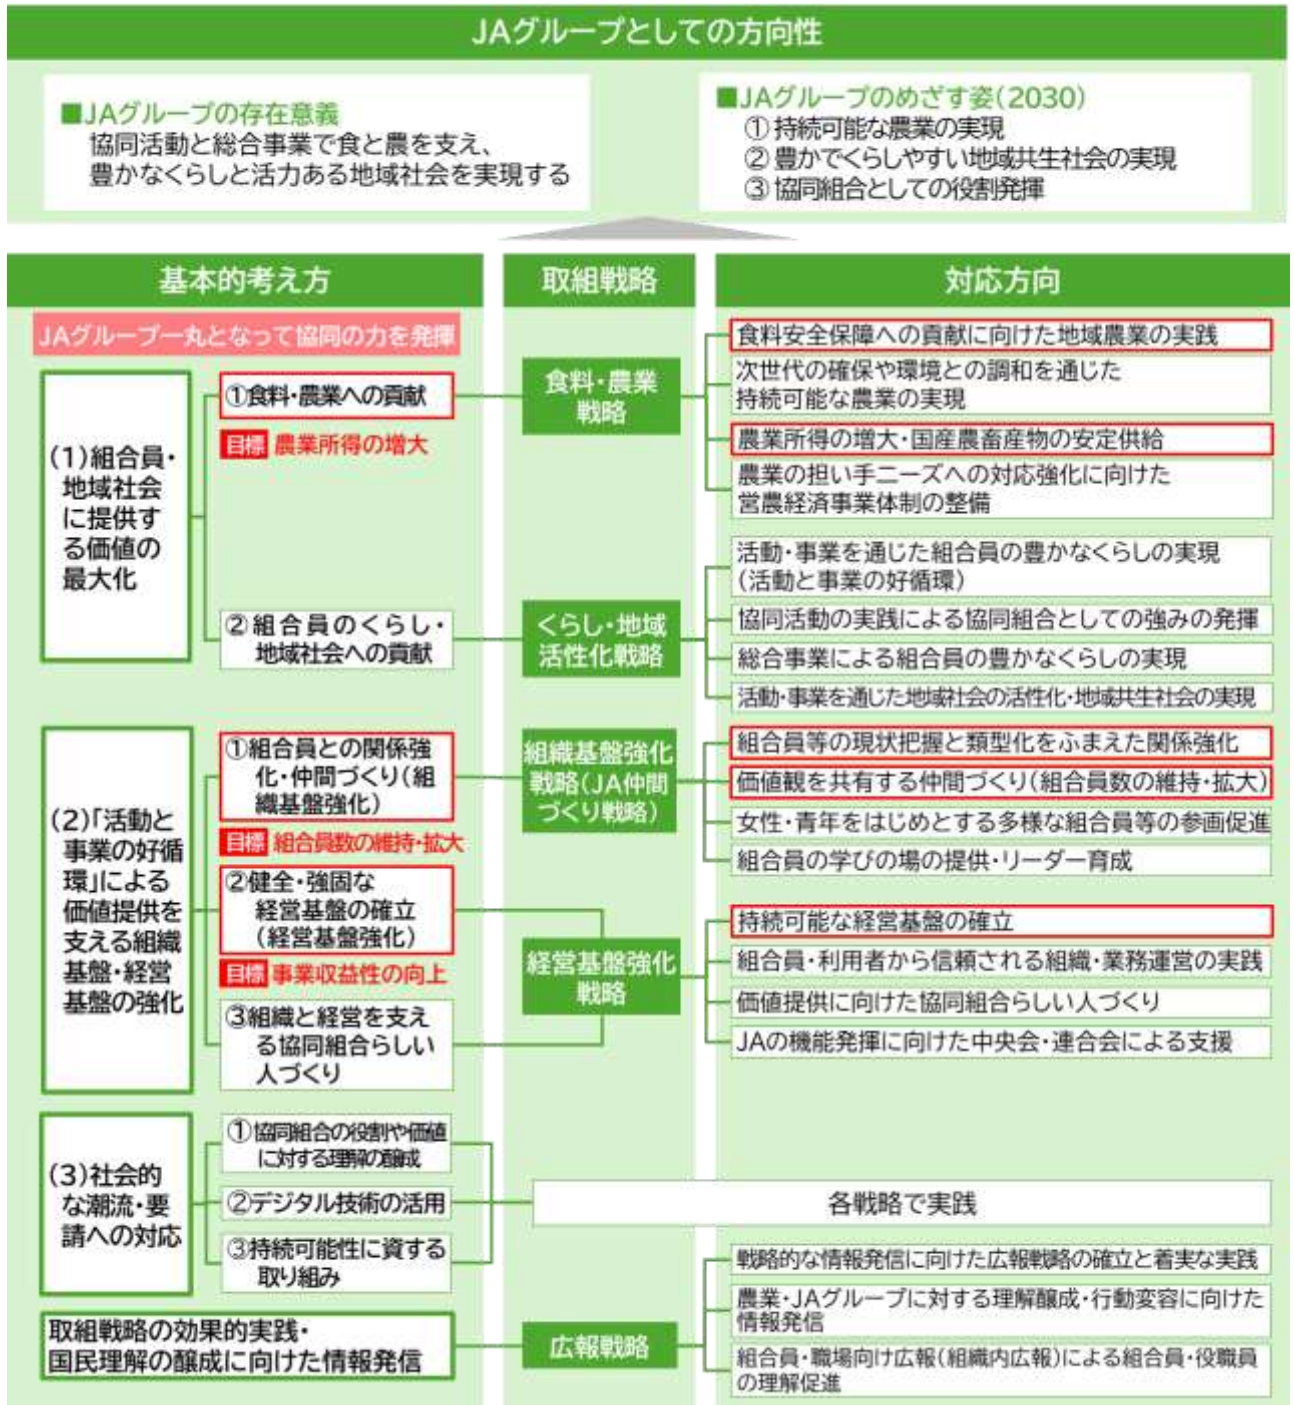 JAグループとしての方向性
■JAグループの存在意義
協同活動と総合事業で食と農を支え、
豊かなくらしと活力ある地域社会を実現する
■JAグループのめざす姿(2030)
① 持続可能な農業の実現
② 豊かでくらしやすい地域共生社会の実現
③ 協同組合としての役割発揮
基本的考え方
取組戦略
対応方向
JAグループ一丸となって協同の力を発揮
(1)組合員・
地域社会
に提供す
る価値の
最大化
①食料・農業への貢献
目標 農業所得の増大
②組合員のくらし・
地域社会への貢献
食料・農業
戦略
食料安全保障への貢献に向けた地域農業の実践
次世代の確保や環境との調和を通じた
持続可能な農業の実現
農業所得の増大・国産農畜産物の安定供給
農業の担い手ニーズへの対応強化に向けた
営農経済事業体制の整備
くらし・地域
活性化戦略
活動・事業を通じた組合員の豊かなくらしの実現
(活動と事業の好循環)
協同活動の実践による協同組合としての強みの発揮
総合事業による組合員の豊かなくらしの実現
活動・事業を通じた地域社会の活性化・地域共生社会の実現
(2)「活動と
事業の好循
環」による
価値提供を
支える組織
基盤・経営
基盤の強化
①組合員との関係強
化・仲間づくり(組
織基盤強化)
目標 組合員数の維持・拡大
②健全・強固な
経営基盤の確立
(経営基盤強化)
目標 事業収益性の向上
③組織と経営を支え
る協同組合らしい
人づくり
組織基盤強化
戦略(JA仲間
づくり戦略)
組合員等の現状把握と類型化をふまえた関係強化
価値観を共有する仲間づくり(組合員数の維持・拡大)
女性・青年をはじめとする多様な組合員等の参画促進
組合員の学びの場の提供・リーダー育成
経営基盤強化
戦略
持続可能な経営基盤の確立
組合員・利用者から信頼される組織・業務運営の実践
価値提供に向けた協同組合らしい人づくり
JAの機能発揮に向けた中央会・連合会による支援
(3)社会的
な潮流・要
請への対応
①協同組合の役割や価値
に対する理解の醸成
②デジタル技術の活用
③持続可能性に資する
取り組み
各戦略で実践
取組戦略の効果的実践・
国民理解の醸成に向けた情報発信
広報戦略
戦略的な情報発信に向けた広報戦略の確立と着実な実践
農業・JAグループに対する理解醸成・行動変容に向けた
情報発信
組合員・職場向け広報(組織内広報)による組合員・役職員
の理解促進